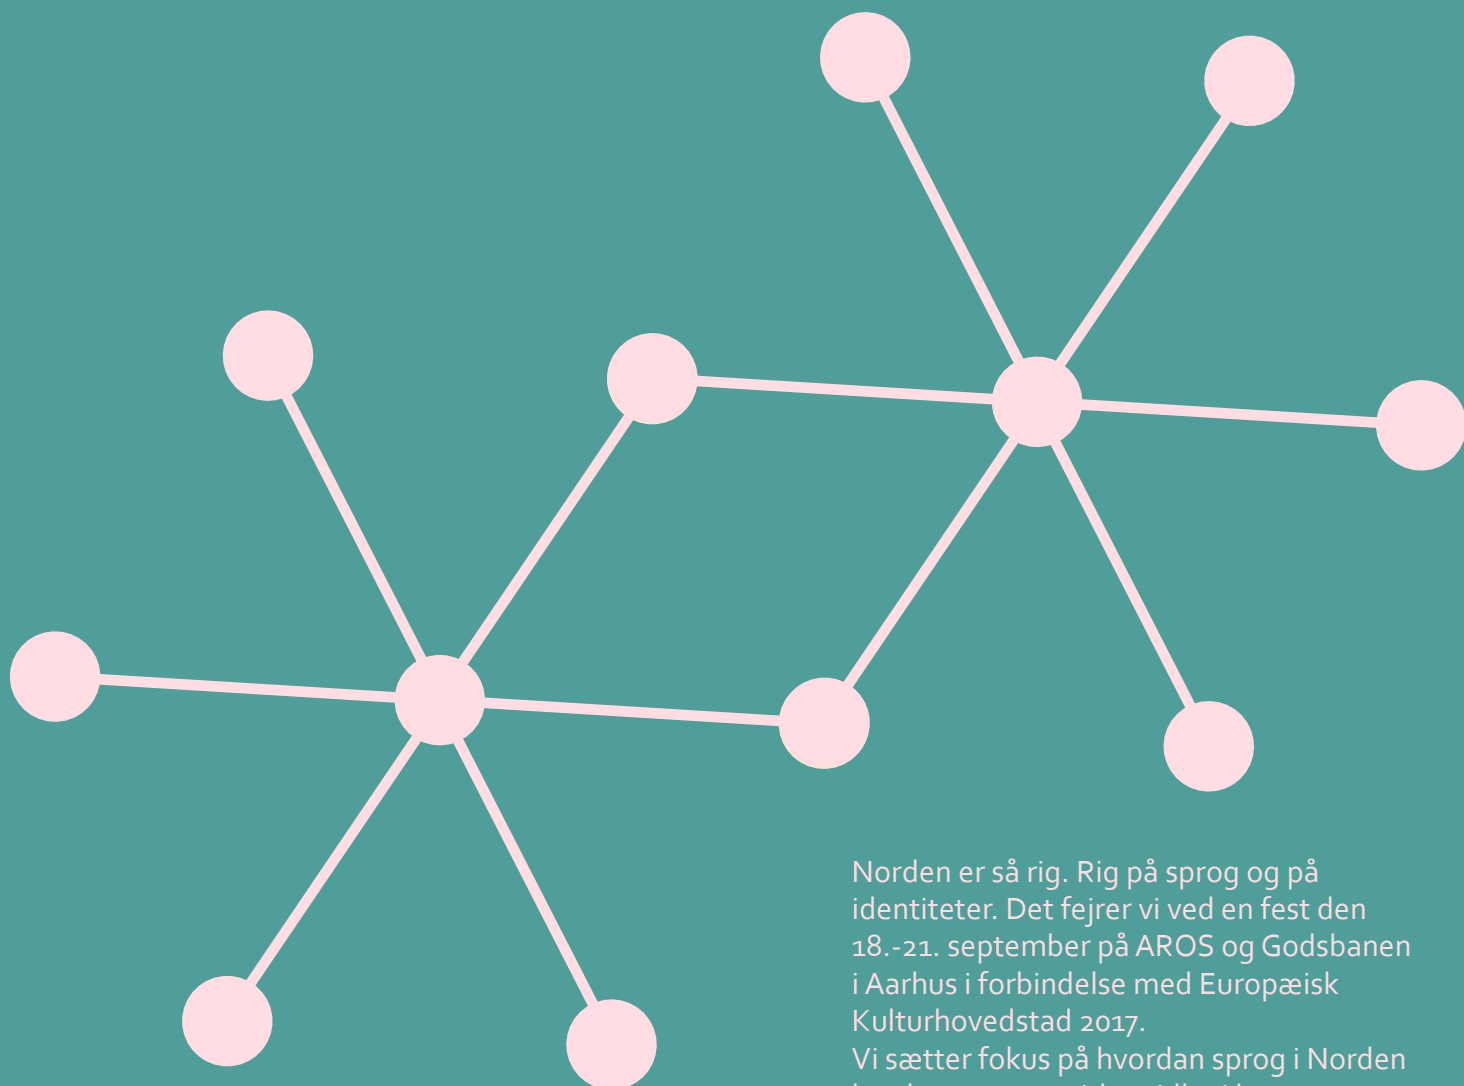 Norden er så rig. Rig på sprog og på
identiteter. Det fejrer vi ved en fest den
18.-21. september på AROS og Godsbanen
i Aarhus i forbindelse med Europæisk
Kulturhovedstad 2017.
Vi sætter fokus på hvordan sprog i Norden